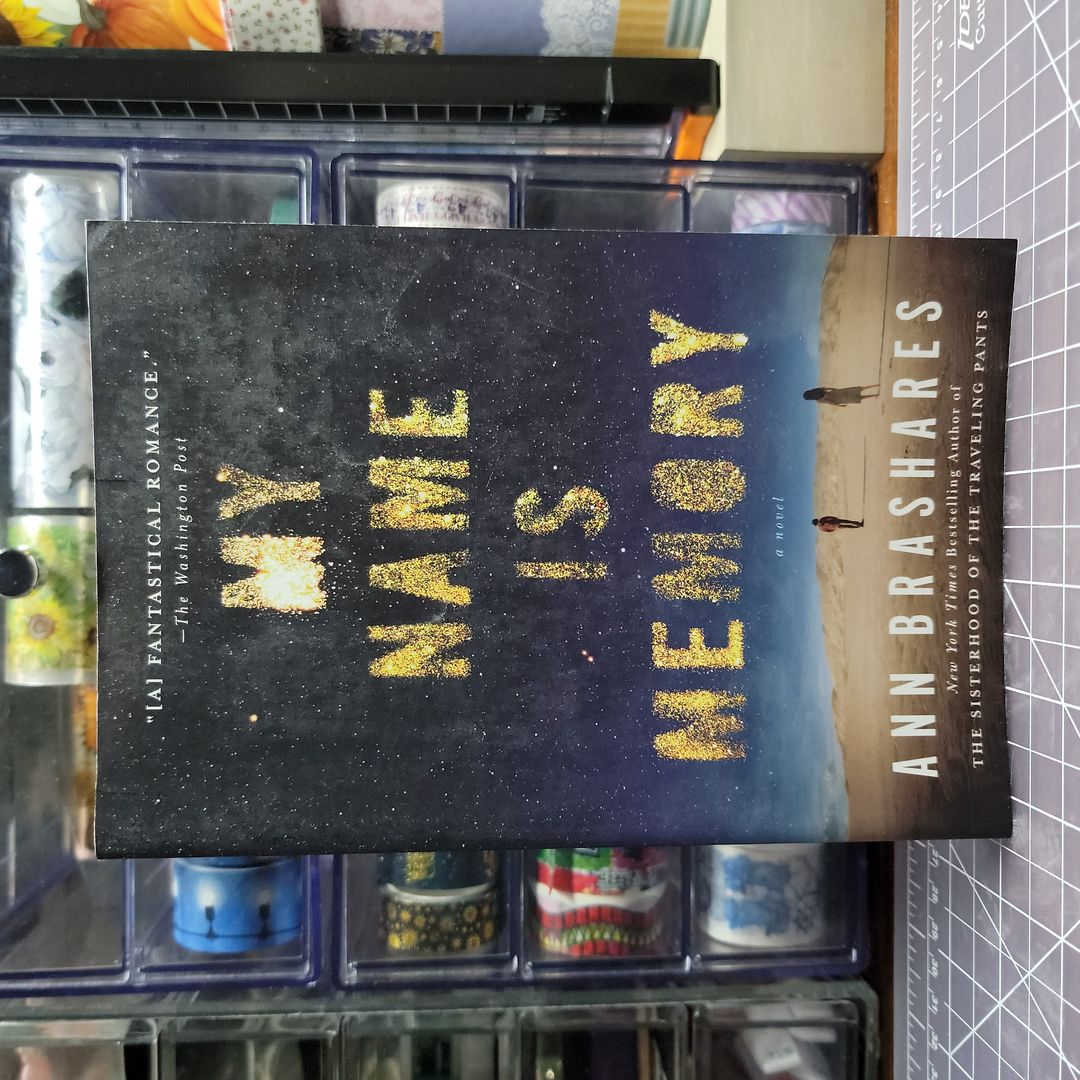 "[A] FANTASTICAL ROMANCE."
—The Washington Post
MY
NAME
IS
MEMORY
a novel
ANN BRASHARES
New York Times Bestselling Author of
THE SISTERHOOD OF THE TRAVELING PANTS